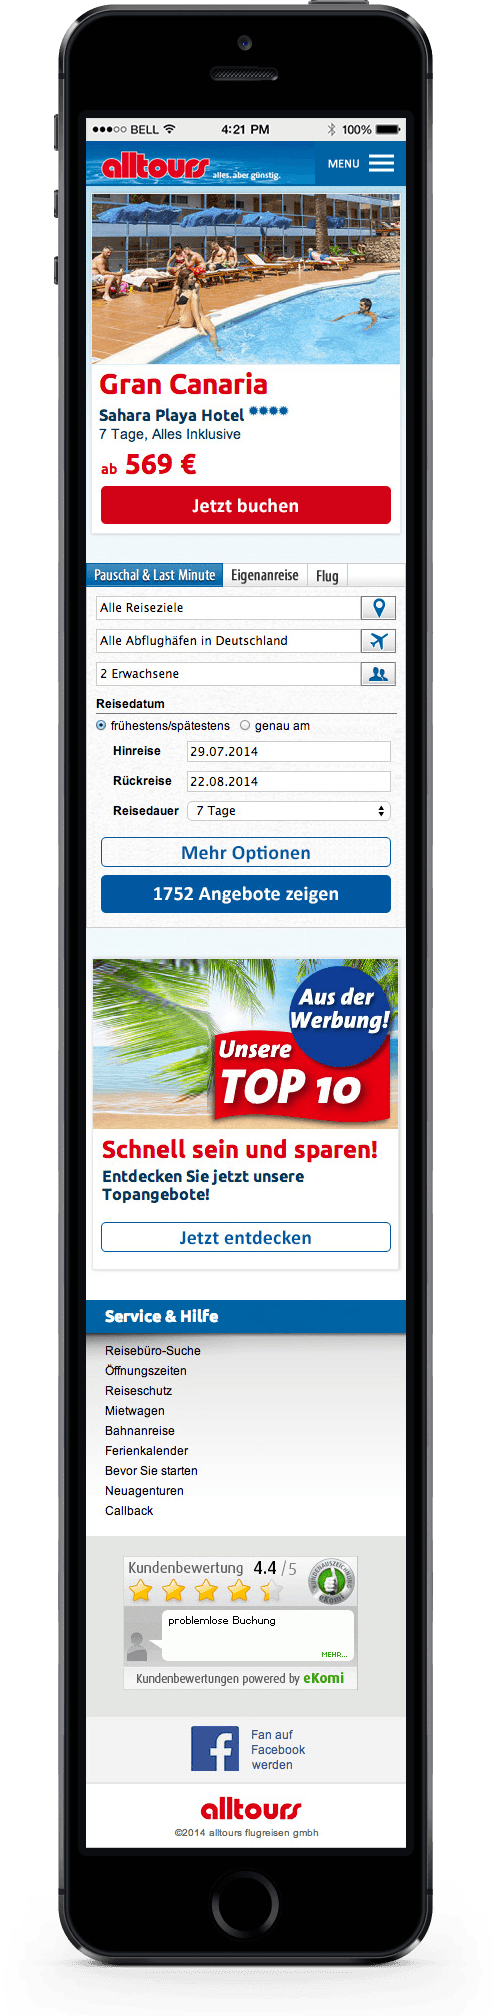 BELL 4:21 PM 100%
alltours alles. aber günstig. MENU
Gran Canaria
Sahara Playa Hotel
7 Tage, Alles Inklusive
ab 569 €
Jetzt buchen
Pauschal & Last Minute Eigenanreise Flug
Alle Reiseziele
Alle Abflughäfen in Deutschland
2 Erwachsene
Reisedatum
frühestens/spätestens genau am
Hinreise 29.07.2014
Rückreise 22.08.2014
Reisedauer 7 Tage
Mehr Optionen
1752 Angebote zeigen
Aus der
Werbung!
Unsere
TOP 10
Schnell sein und sparen!
Entdecken Sie jetzt unsere
Topangebote!
Jetzt entdecken
Service & Hilfe
Reisebüro-Suche
Öffnungszeiten
Reiseschutz
Mietwagen
Bahnanreise
Ferienkalender
Bevor Sie starten
Neuagenturen
Callback
Kundenbewertung 4.4 / 5
KUNDENAUSZEICHNUNG
eKomi
problemlose Buchung
MEHR...
Kundenbewertungen powered by eKomi
Fan auf
Facebook
werden
alltours
©2014 alltours flugreisen gmbh